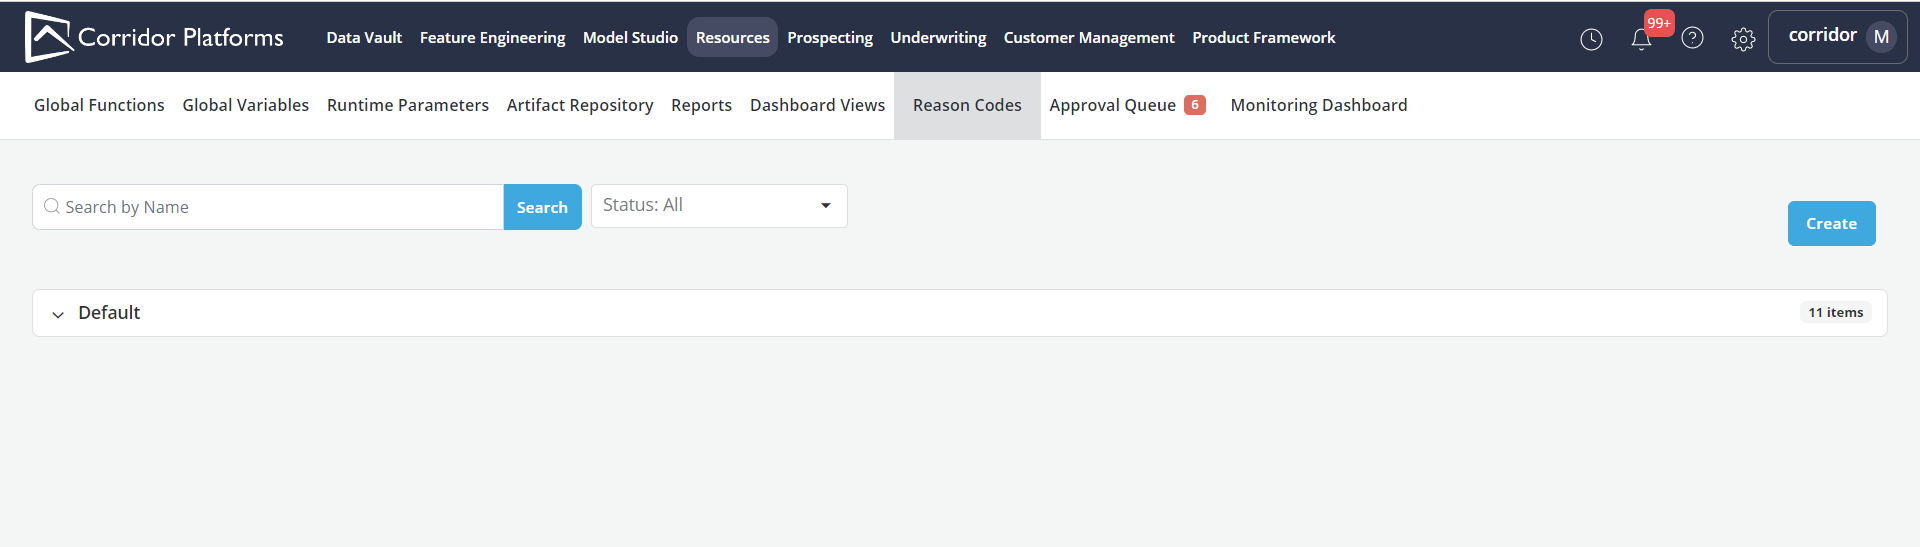 Corridor Platforms Data Vault Feature Engineering Model Studio Resources Prospecting Underwriting Customer Management Product Framework 99+ corridor M
Global Functions Global Variables Runtime Parameters Artifact Repository Reports Dashboard Views Reason Codes Approval Queue 6 Monitoring Dashboard
Search by Name Search Status: All
Create
Default 11 items